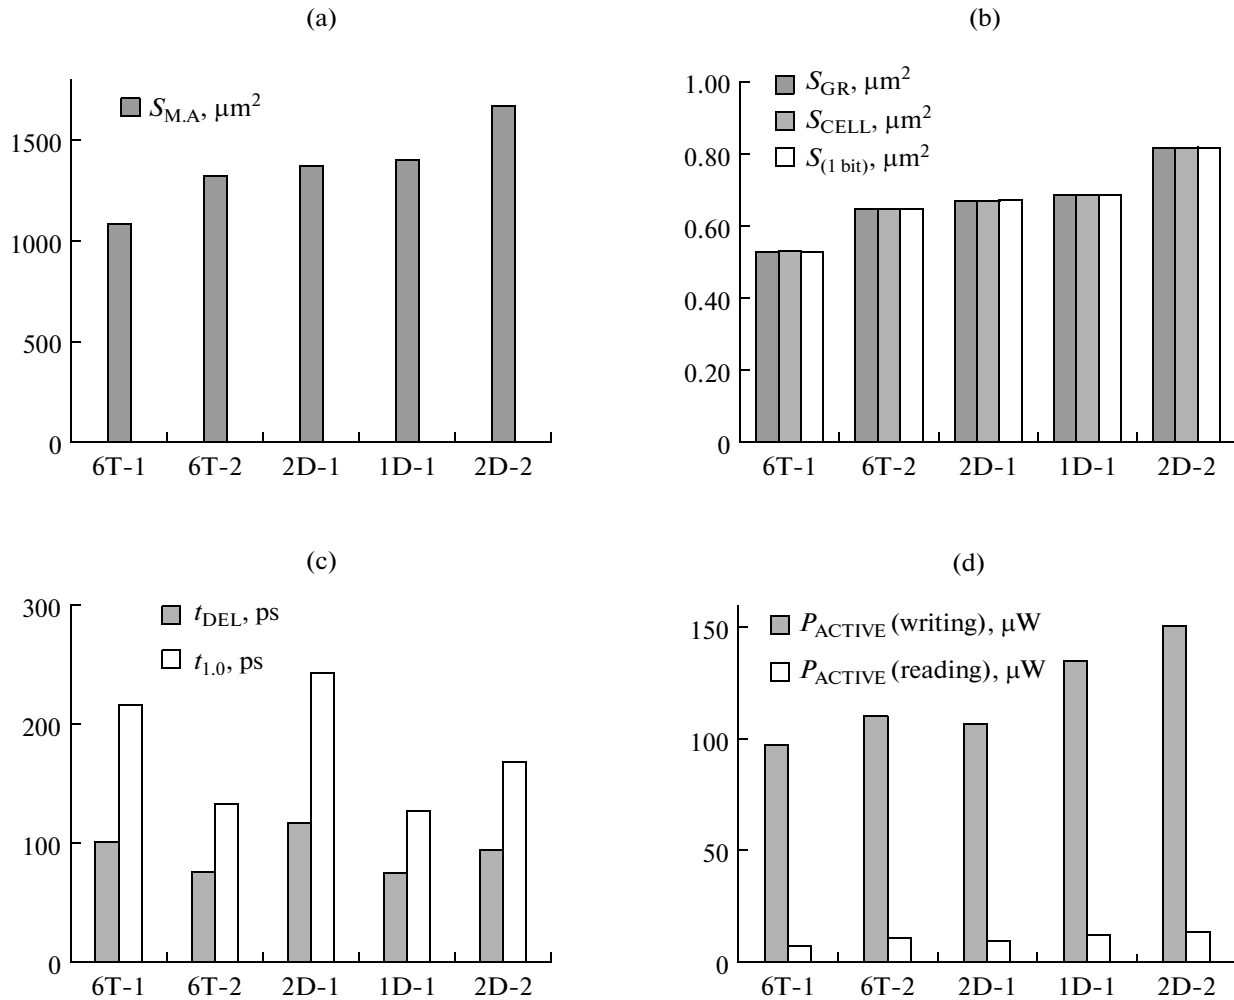 (a)
S_M.A, μm²
1500
1000
500
0
6T-1 6T-2 2D-1 1D-1 2D-2
(b)
1.00
S_GR, μm²
S_CELL, μm²
S_(1 bit), μm²
0.80
0.60
0.40
0.20
0
6T-1 6T-2 2D-1 1D-1 2D-2
(c)
300
t_DEL, ps
t_1.0, ps
200
100
0
6T-1 6T-2 2D-1 1D-1 2D-2
(d)
150
P_ACTIVE (writing), μW
P_ACTIVE (reading), μW
100
50
0
6T-1 6T-2 2D-1 1D-1 2D-2